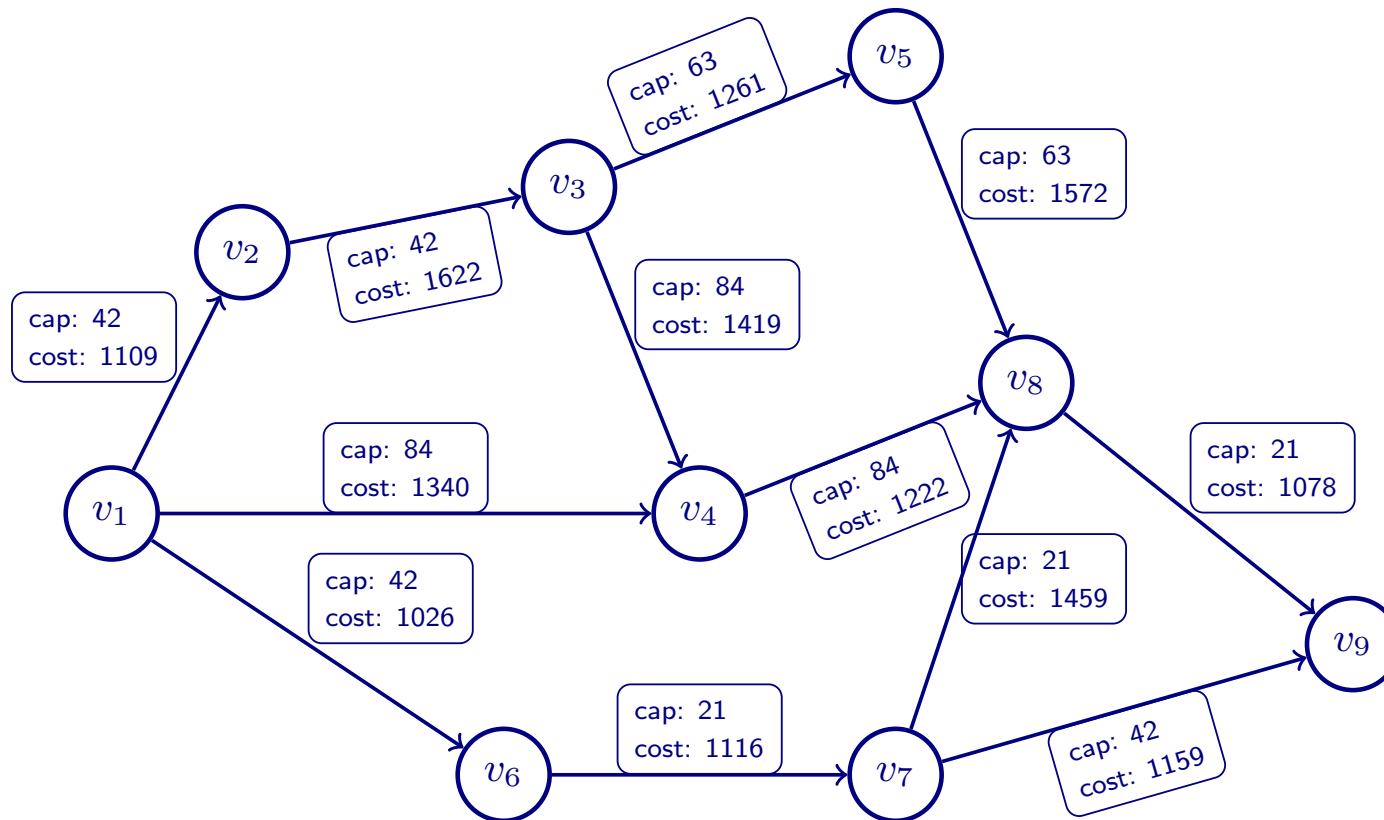 v5
cap: 63
cost: 1261
cap: 63
cost: 1572
v3
v2
cap: 42
cost: 1622
cap: 84
cost: 1419
cap: 42
cost: 1109
v8
cap: 84
cost: 1340
cap: 84
cost: 1222
cap: 21
cost: 1078
v1
v4
cap: 42
cost: 1026
cap: 21
cost: 1459
v9
cap: 21
cost: 1116
cap: 42
cost: 1159
v6
v7